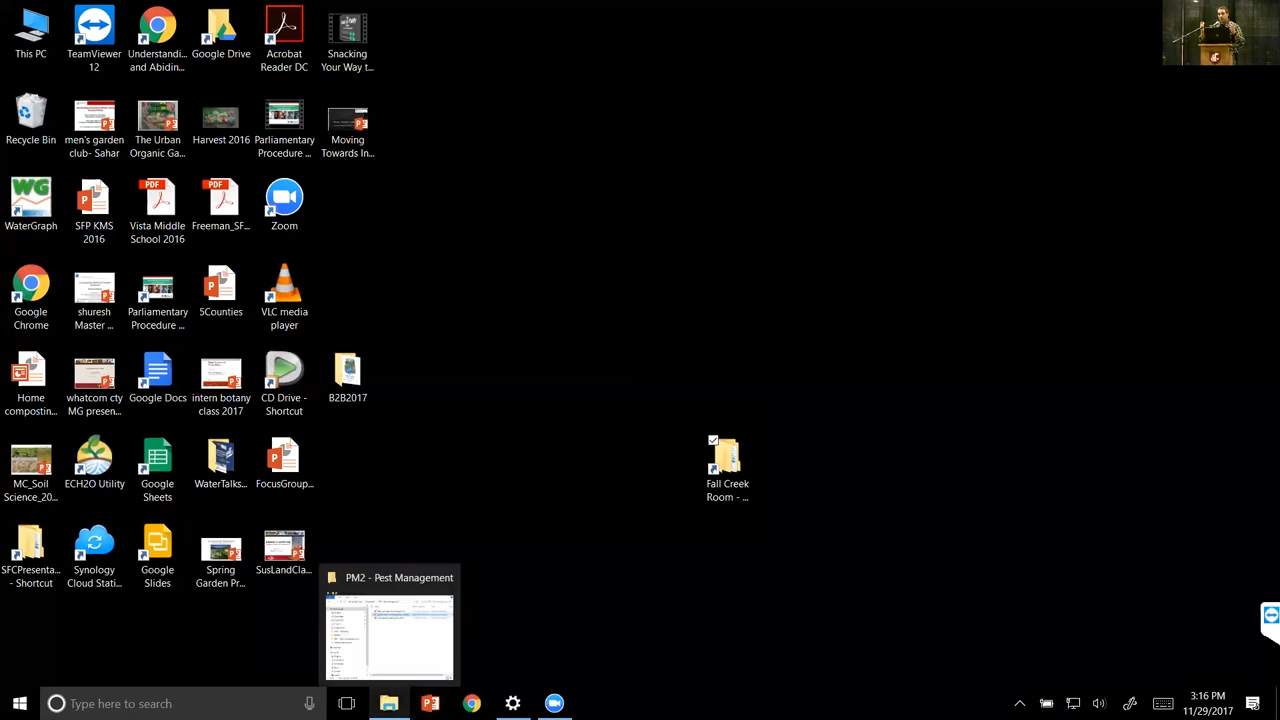 This PC
TeamViewer
12
Understandi...
and Abidin...
Google Drive
Acrobat
Reader DC
Snacking
Your Way t...
Recycle Bin
men's garden
club- Sahar
The Urban
Organic Ga...
Harvest 2016
Parliamentary
Procedure ...
Moving
Towards In...
WG
WaterGraph
SFP KMS
2016
PDF
Vista Middle
School 2016
PDF
Freeman_SF...
Zoom
Google
Chrome
shuresh
Master ...
Parliamentary
Procedure ...
5Counties
VLC media
player
Home
compostin...
whatcom cty
MG presen...
Google Docs
intern botany
class 2017
CD Drive -
Shortcut
B2B2017
MC_Soil
Science_20...
ECH2O Utility
Google
Sheets
WaterTalks...
FocusGroup...
Fall Creek
Room - ...
SFCPresenta...
- Shortcut
Synology
Cloud Stati...
Google
Slides
Spring
Garden Pr...
SusLandCla...
PM2 - Pest Management
Type here to search
3:16 PM
11/29/2017